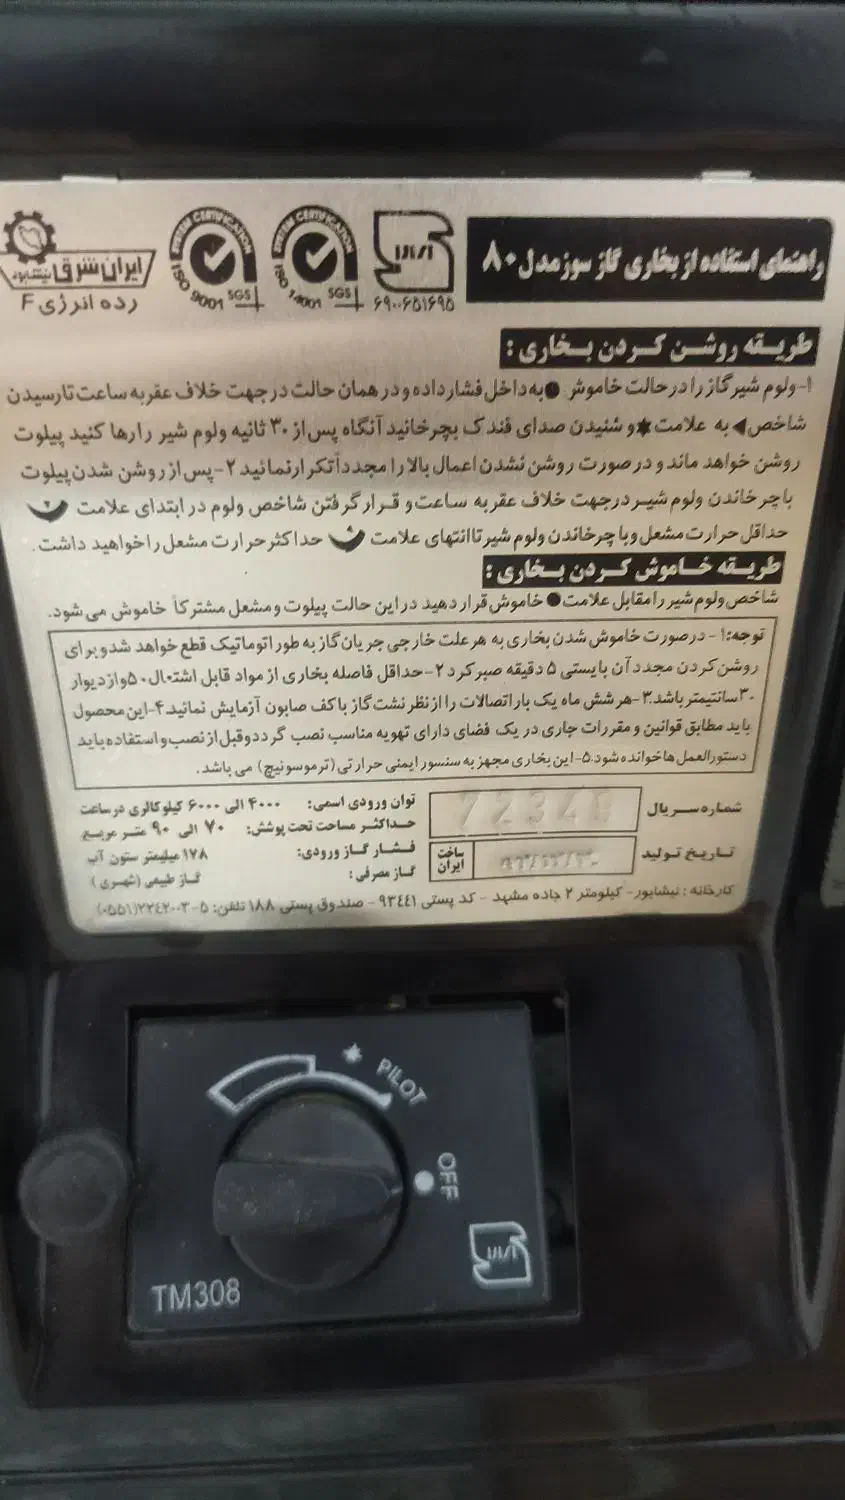 راهنمای استفاده از بخاری گاز سوز مدل ۸۰
۶۹۰۰۶۵۱۶۹۵
SYSTEM CERTIFICATION
ISO 14001
SGS
SYSTEM CERTIFICATION
ISO 9001
SGS
ایران شرق نیشابور
رده انرژی F
طریقه روشن کردن بخاری :
۱-ولوم شیر گاز را در حالت خاموش ● به داخل فشار داده و در همان حالت در جهت خلاف عقربه ساعت تا رسیدن
شاخص ◀ به علامت ★ و شنیدن صدای فندک بچرخانید آنگاه پس از ۳۰ ثانیه ولوم شیر را رها کنید پیلوت
روشن خواهد ماند و در صورت روشن نشدن اعمال بالا را مجدداً تکرار نمائید ۲-پس از روشن شدن پیلوت
با چرخاندن ولوم شیر در جهت خلاف عقربه ساعت و قرار گرفتن شاخص ولوم در ابتدای علامت
حداقل حرارت مشعل و با چرخاندن ولوم شیر تا انتهای علامت حداکثر حرارت مشعل را خواهید داشت.
طریقه خاموش کردن بخاری :
شاخص ولوم شیر را مقابل علامت ● خاموش قرار دهید در این حالت پیلوت و مشعل مشترکاً خاموش می شود.
توجه: ۱- در صورت خاموش شدن بخاری به هر علت خارجی جریان گاز به طور اتوماتیک قطع خواهد شد و برای
روشن کردن مجدد آن بایستی ۵ دقیقه صبر کرد ۲-حداقل فاصله بخاری از مواد قابل اشتعال ۵۰ و از دیوار
۳۰ سانتیمتر باشد. ۳-هر شش ماه یک بار اتصالات را از نظر نشت گاز با کف صابون آزمایش نمائید. ۴-این محصول
باید مطابق قوانین و مقررات جاری در یک فضای دارای تهویه مناسب نصب گردد و قبل از نصب و استفاده باید
دستورالعمل ها خوانده شود. ۵-این بخاری مجهز به سنسور ایمنی حرارتی (ترموسوئیچ) می باشد.
شماره سریال
توان ورودی اسمی: ۴۰۰۰ الی ۶۰۰۰ کیلو کالری در ساعت
حداکثر مساحت تحت پوشش: ۷۰ الی ۹۰ متر مربع
تاریخ تولید ساخت ایران
فشار گاز ورودی: ۱۷۸ میلیمتر ستون آب
گاز مصرفی: گاز طبیعی (شهری)
کارخانه : نیشابور- کیلومتر ۲ جاده مشهد - کد پستی ۹۳۴۴۱ - صندوق پستی ۱۸۸ تلفن: ۵-۲۲۴۲۰۰۳(۰۵۵۱)
PILOT
OFF
TM308